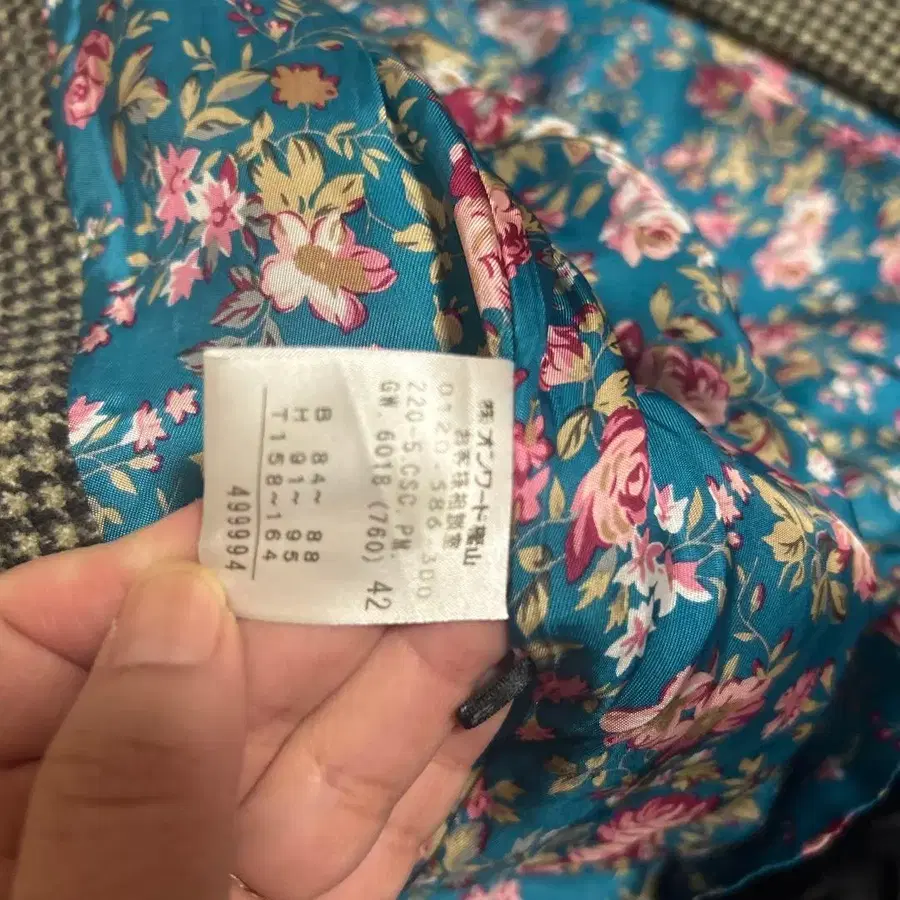 ㈱オンワード樫山
お客様相談室
0120-586-300
220-5.CSC.PM
GW. 6018 (760) 42
B 84~ 88
H 91~ 95
T 158~164
499994